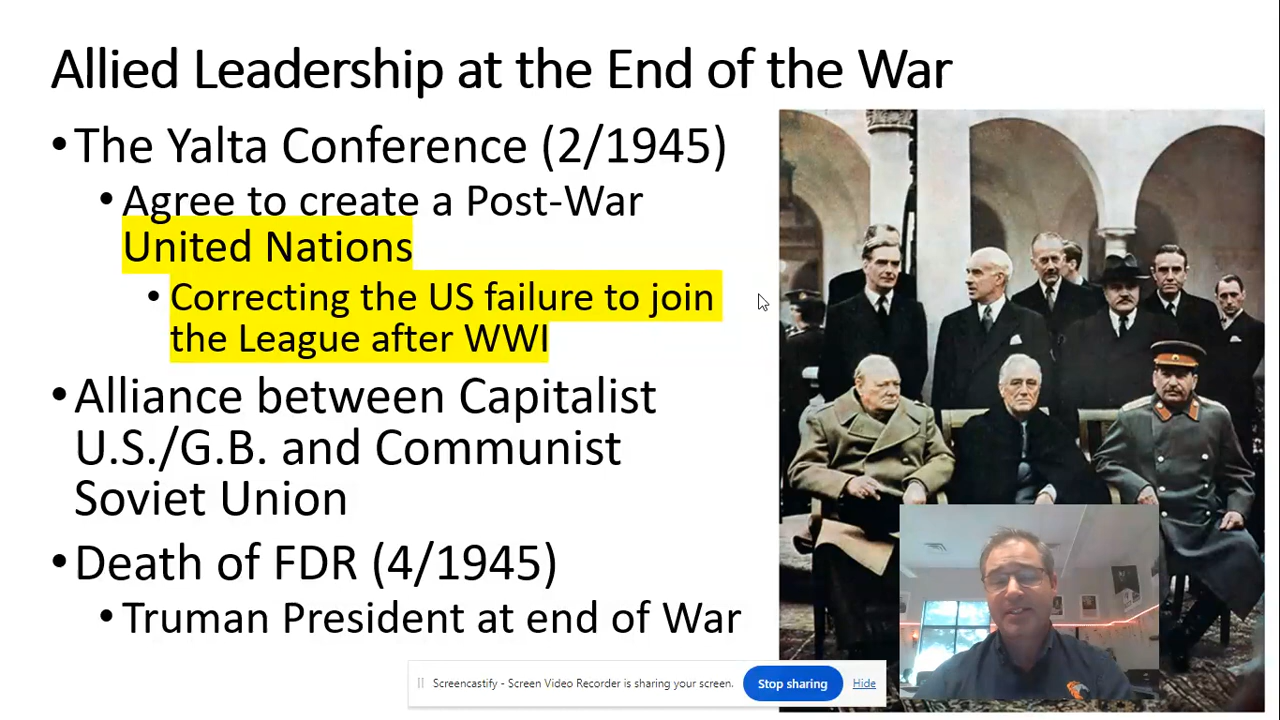 Allied Leadership at the End of the War
• The Yalta Conference (2/1945)
• Agree to create a Post-War
United Nations
• Correcting the US failure to join
the League after WWI
• Alliance between Capitalist
U.S./G.B. and Communist
Soviet Union
• Death of FDR (4/1945)
• Truman President at end of War
Screencastify - Screen Video Recorder is sharing your screen. Stop sharing Hide